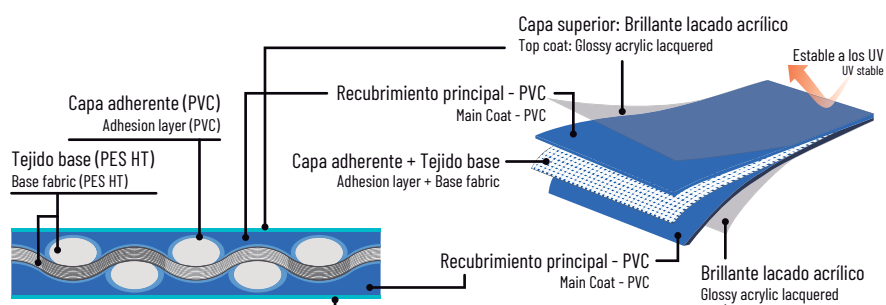 Capa superior: Brillante lacado acrílico
Top coat: Glossy acrylic lacquered
Estable a los UV
UV stable
Recubrimiento principal - PVC
Main Coat - PVC
Capa adherente (PVC)
Adhesion layer (PVC)
Tejido base (PES HT)
Base fabric (PES HT)
Capa adherente + Tejido base
Adhesion layer + Base fabric
Recubrimiento principal - PVC
Main Coat - PVC
Brillante lacado acrílico
Glossy acrylic lacquered